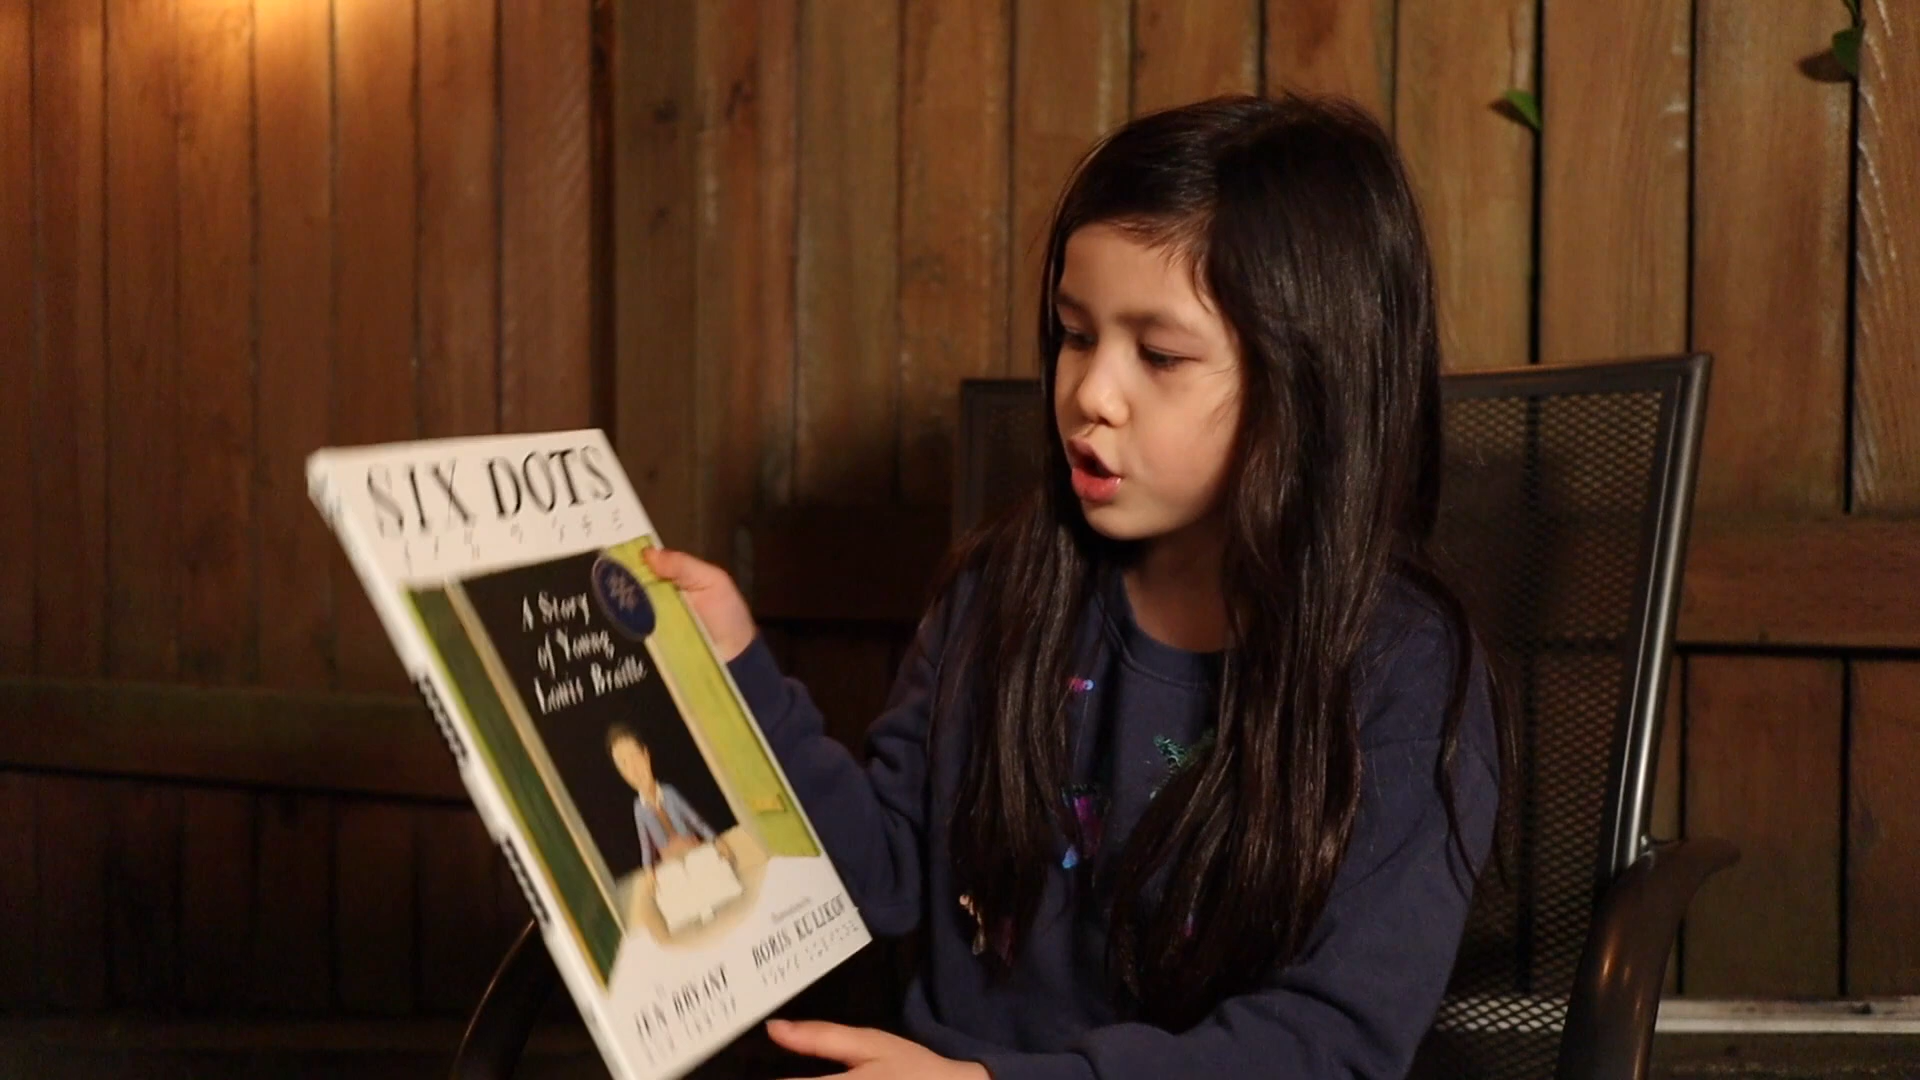 SIX DOTS
A Story
of Young
Louis Braille
BORIS KULIKOV
JEN BRYANT